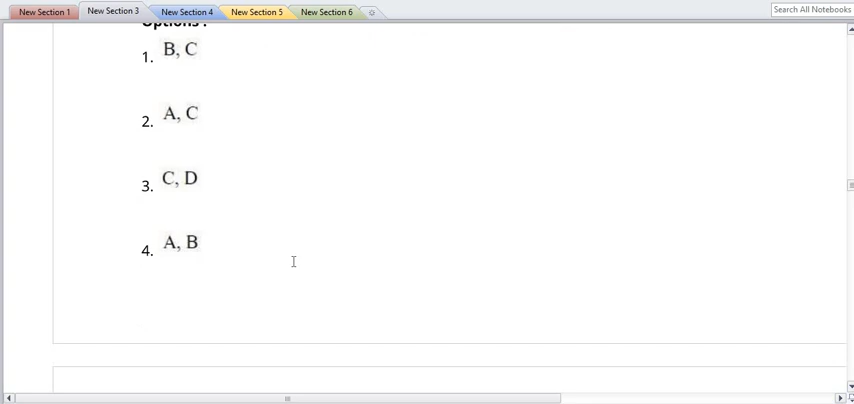 New Section 1 New Section 3 New Section 4 New Section 5 New Section 6 Search All Notebooks
Options :
1. B, C
2. A, C
3. C, D
4. A, B